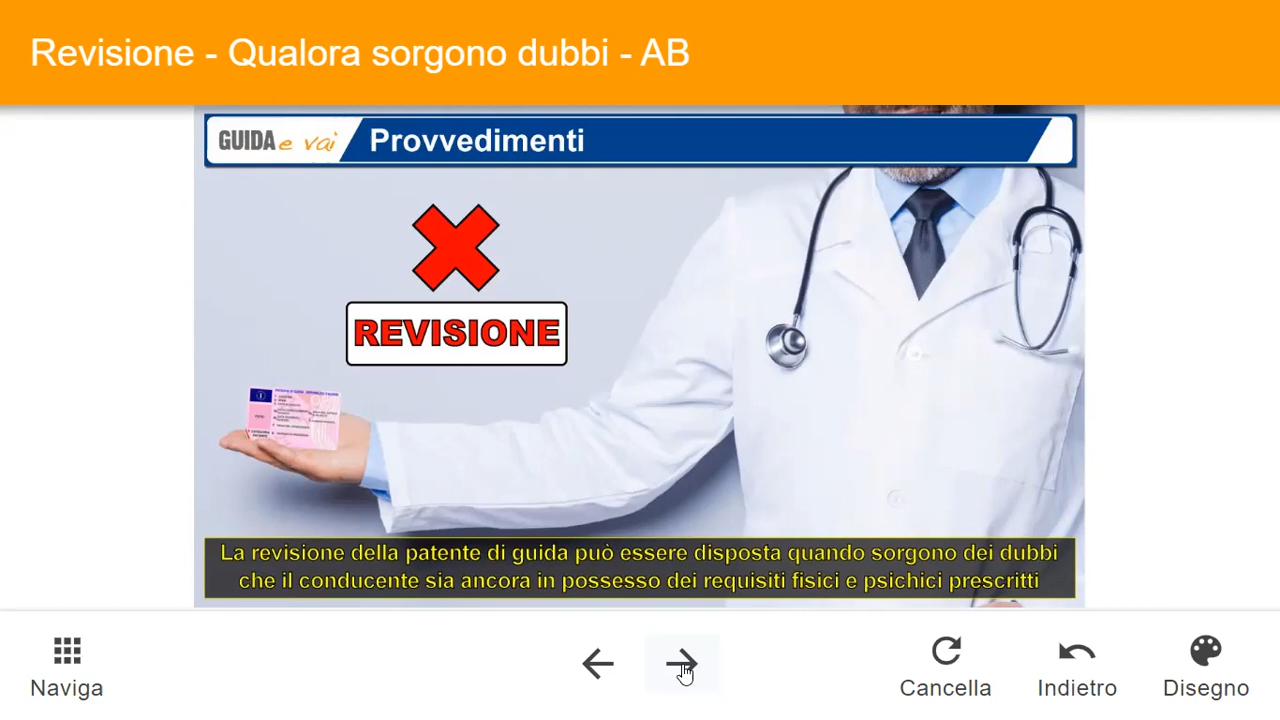 Revisione - Qualora sorgono dubbi - AB
GUIDA e vai
Provvedimenti
REVISIONE
La revisione della patente di guida può essere disposta quando sorgono dei dubbi
che il conducente sia ancora in possesso dei requisiti fisici e psichici prescritti
Naviga
Cancella
Indietro
Disegno